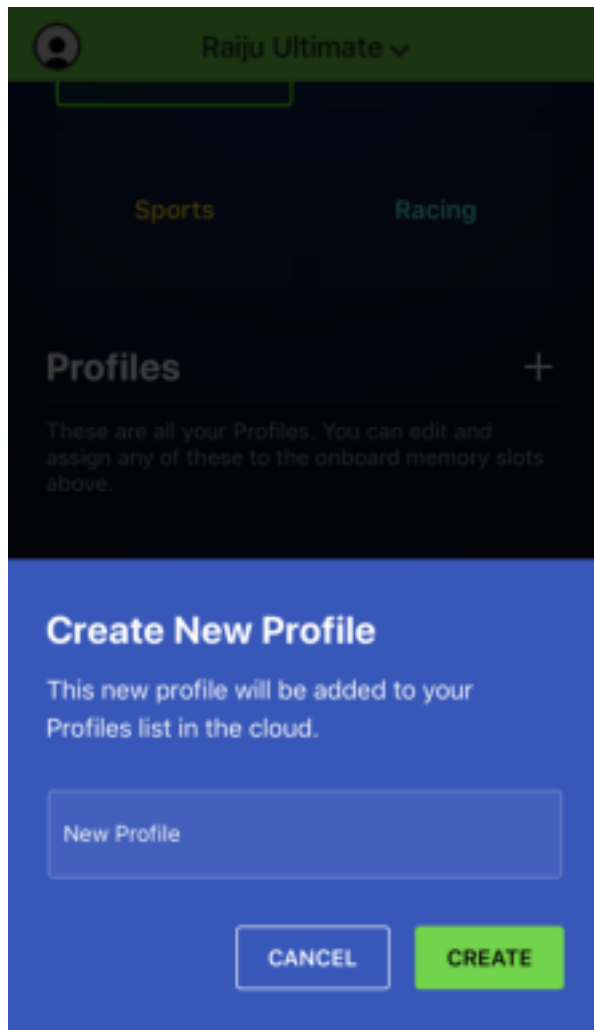 Raiju Ultimate
Sports
Racing
Profiles
These are all your Profiles. You can edit and
assign any of these to the onboard memory slots
above.
Create New Profile
This new profile will be added to your
Profiles list in the cloud.
New Profile
CANCEL
CREATE